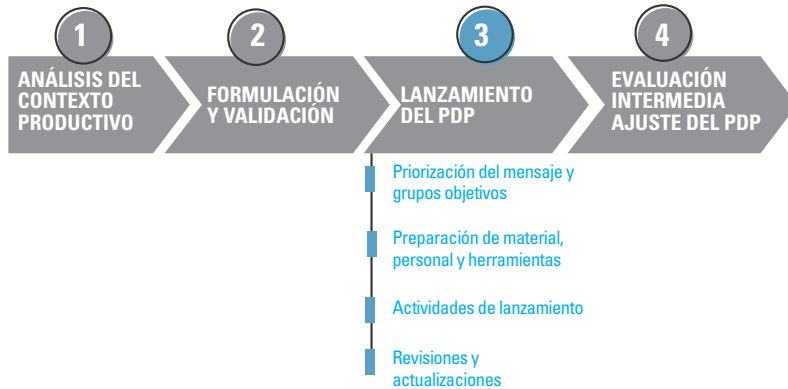 1
ANÁLISIS DEL
CONTEXTO
PRODUCTIVO
2
FORMULACIÓN
Y VALIDACIÓN
3
LANZAMIENTO
DEL PDP
4
EVALUACIÓN
INTERMEDIA
AJUSTE DEL PDP
Priorización del mensaje y
grupos objetivos
Preparación de material,
personal y herramientas
Actividades de lanzamiento
Revisiones y
actualizaciones